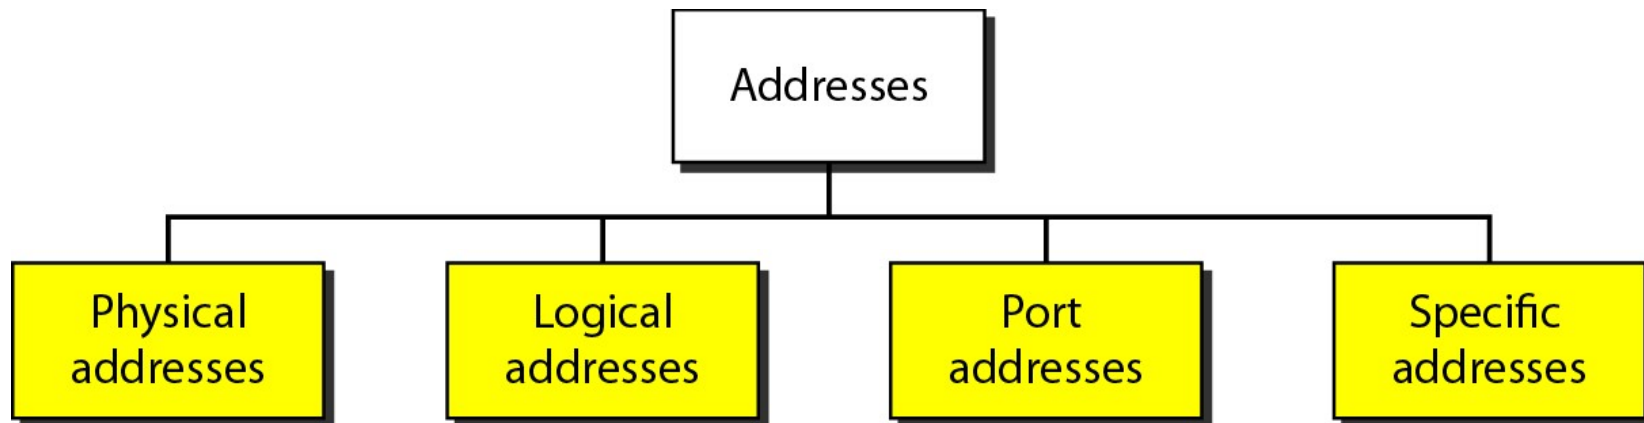 Addresses
Physical
addresses
Logical
addresses
Port
addresses
Specific
addresses